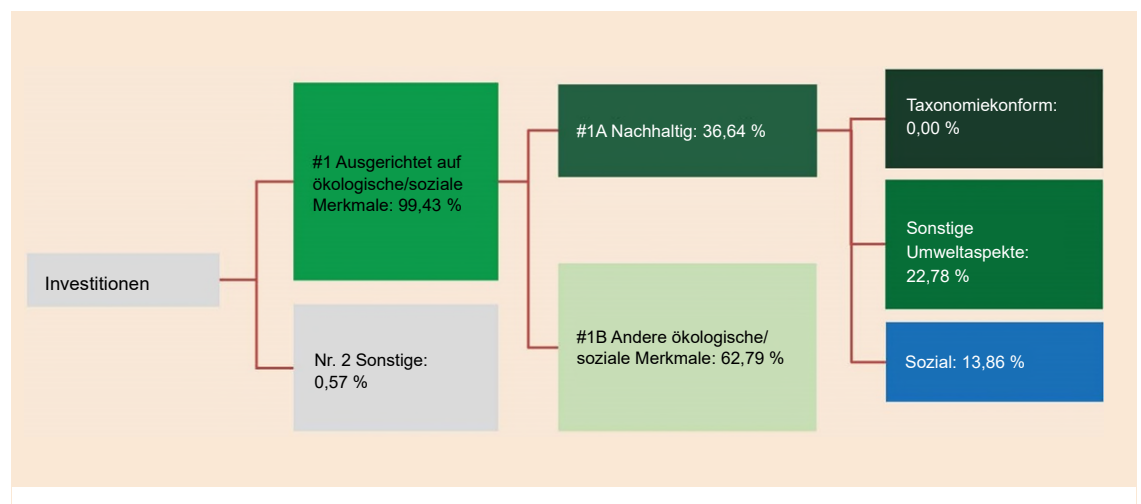 Investitionen
#1 Ausgerichtet auf
ökologische/soziale
Merkmale: 99,43 %
Nr. 2 Sonstige:
0,57 %
#1A Nachhaltig: 36,64 %
#1B Andere ökologische/
soziale Merkmale: 62,79 %
Taxonomiekonform:
0,00 %
Sonstige
Umweltaspekte:
22,78 %
Sozial: 13,86 %